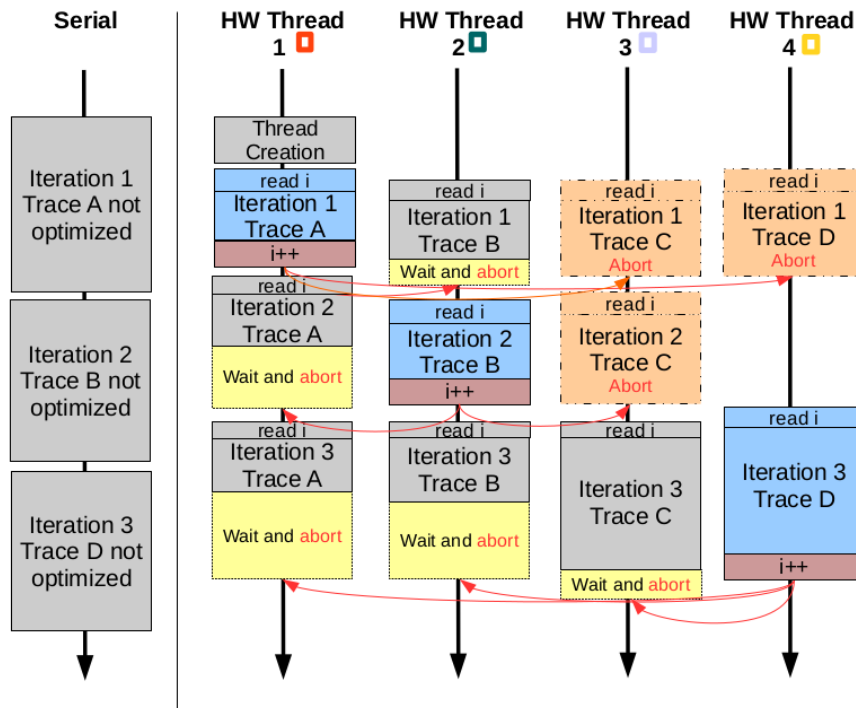 Serial
Iteration 1
Trace A not
optimized
Iteration 2
Trace B not
optimized
Iteration 3
Trace D not
optimized
HW Thread
1
Thread
Creation
read i
Iteration 1
Trace A
i++
read i
Iteration 2
Trace A
Wait and abort
read i
Iteration 3
Trace A
Wait and abort
HW Thread
2
read i
Iteration 1
Trace B
Wait and abort
read i
Iteration 2
Trace B
i++
read i
Iteration 3
Trace B
Wait and abort
HW Thread
3
read i
Iteration 1
Trace C
Abort
read i
Iteration 2
Trace C
Abort
read i
Iteration 3
Trace C
Wait and abort
HW Thread
4
read i
Iteration 1
Trace D
Abort
read i
Iteration 3
Trace D
i++